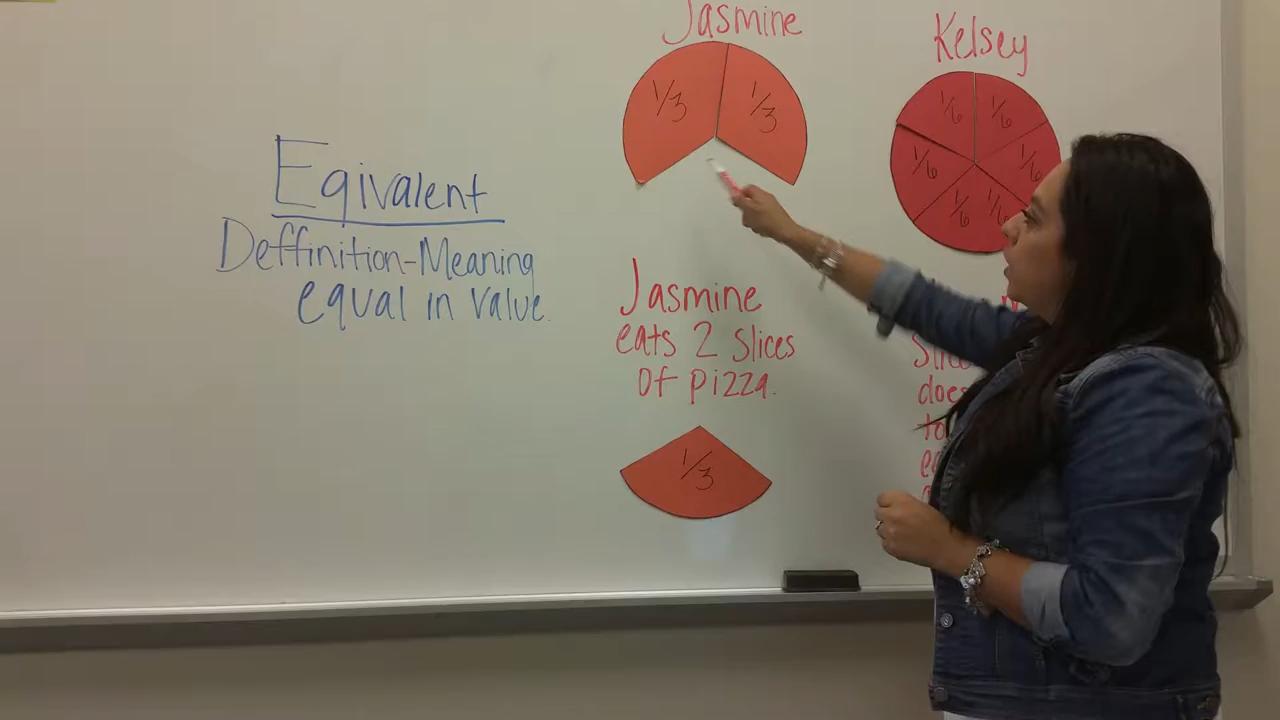 Jasmine
1/3 1/3
Kelsey
1/6 1/6
1/6 1/6
1/6 1/6
Eqivalent
Deffinition-Meaning
equal in value.
Jasmine
eats 2 Slices
of pizza.
1/3
does